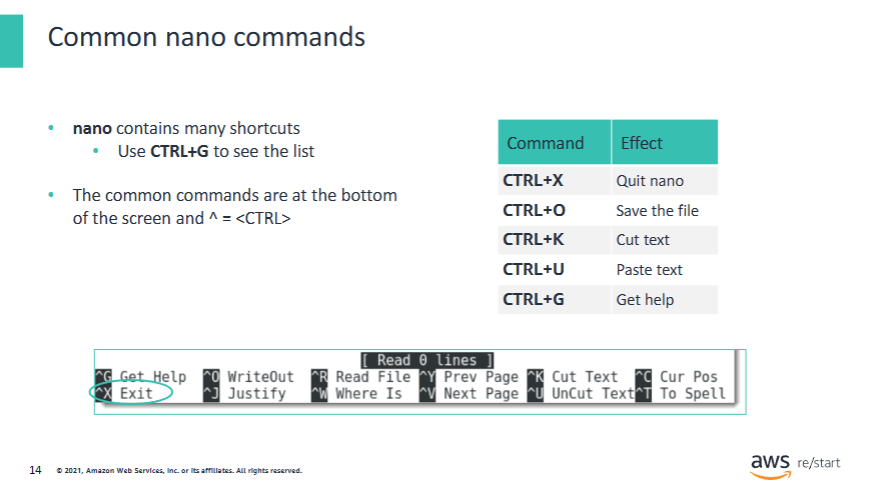 Common nano commands
• nano contains many shortcuts
• Use CTRL+G to see the list
• The common commands are at the bottom
of the screen and ^ = <CTRL>
Command Effect
CTRL+X Quit nano
CTRL+O Save the file
CTRL+K Cut text
CTRL+U Paste text
CTRL+G Get help
[ Read 0 lines ]
^G Get Help ^O WriteOut ^R Read File ^Y Prev Page ^K Cut Text ^C Cur Pos
^X Exit ^J Justify ^W Where Is ^V Next Page ^U UnCut Text ^T To Spell
14 © 2021, Amazon Web Services, Inc. or its affiliates. All rights reserved.
aws re/start